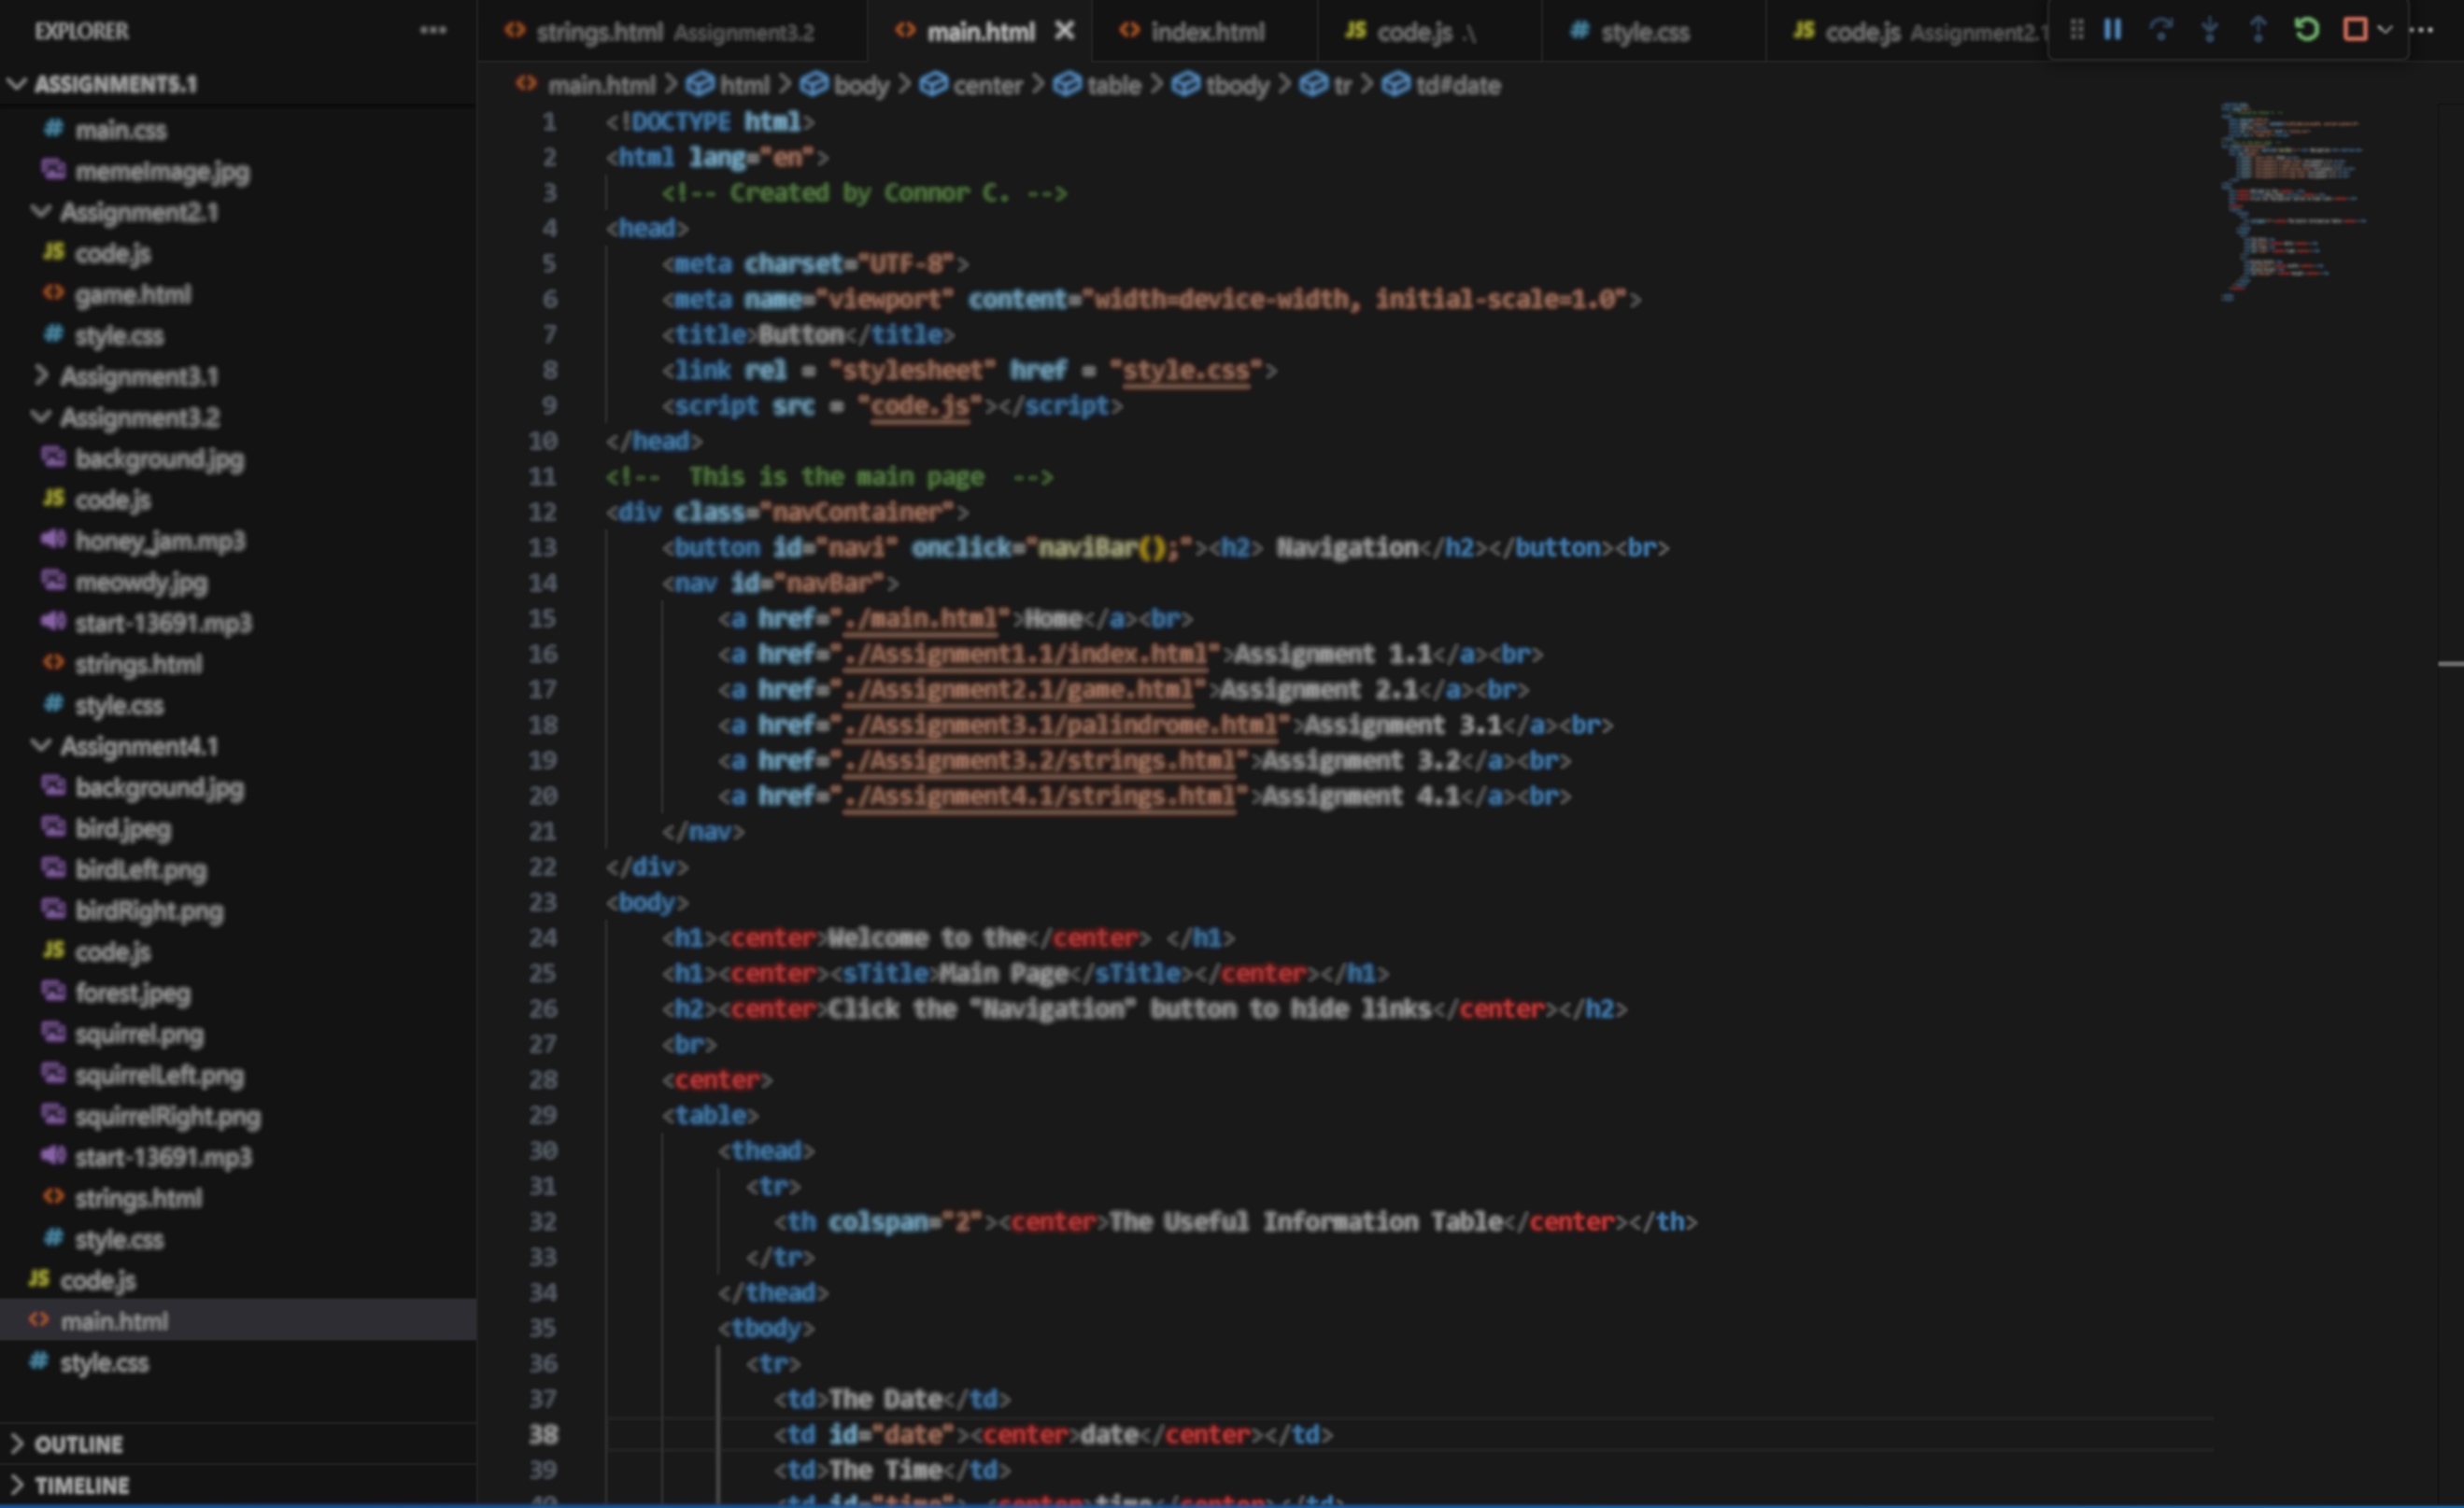 EXPLORER
ASSIGNMENT5.1
main.css
memeImage.jpg
Assignment2.1
code.js
game.html
style.css
Assignment3.1
Assignment3.2
background.jpg
code.js
honey_jam.mp3
meowdy.jpg
start-13691.mp3
strings.html
style.css
Assignment4.1
background.jpg
bird.jpeg
birdLeft.png
birdRight.png
code.js
forest.jpeg
squirrel.png
squirrelLeft.png
squirrelRight.png
start-13691.mp3
strings.html
style.css
code.js
main.html
style.css
OUTLINE
TIMELINE
strings.html Assignment3.2 main.html index.html code.js .\ style.css code.js Assignment2.1
main.html > html > body > center > table > tbody > tr > td#date
1 <!DOCTYPE html>
2 <html lang="en">
3 <!-- Created by Connor C. -->
4 <head>
5 <meta charset="UTF-8">
6 <meta name="viewport" content="width=device-width, initial-scale=1.0">
7 <title>Button</title>
8 <link rel = "stylesheet" href = "style.css">
9 <script src = "code.js"></script>
10 </head>
11 <!--  This is the main page  -->
12 <div class="navContainer">
13 <button id="navi" onclick="naviBar();"><h2> Navigation</h2></button><br>
14 <nav id="navBar">
15 <a href="./main.html">Home</a><br>
16 <a href="./Assignment1.1/index.html">Assignment 1.1</a><br>
17 <a href="./Assignment2.1/game.html">Assignment 2.1</a><br>
18 <a href="./Assignment3.1/palindrome.html">Assignment 3.1</a><br>
19 <a href="./Assignment3.2/strings.html">Assignment 3.2</a><br>
20 <a href="./Assignment4.1/strings.html">Assignment 4.1</a><br>
21 </nav>
22 </div>
23 <body>
24 <h1><center>Welcome to the</center> </h1>
25 <h1><center><sTitle>Main Page</sTitle></center></h1>
26 <h2><center>Click the "Navigation" button to hide links</center></h2>
27 <br>
28 <center>
29 <table>
30 <thead>
31 <tr>
32 <th colspan="2"><center>The Useful Information Table</center></th>
33 </tr>
34 </thead>
35 <tbody>
36 <tr>
37 <td>The Date</td>
38 <td id="date"><center>date</center></td>
39 <td>The Time</td>
40 <td id="time"> <center>time</center></td>